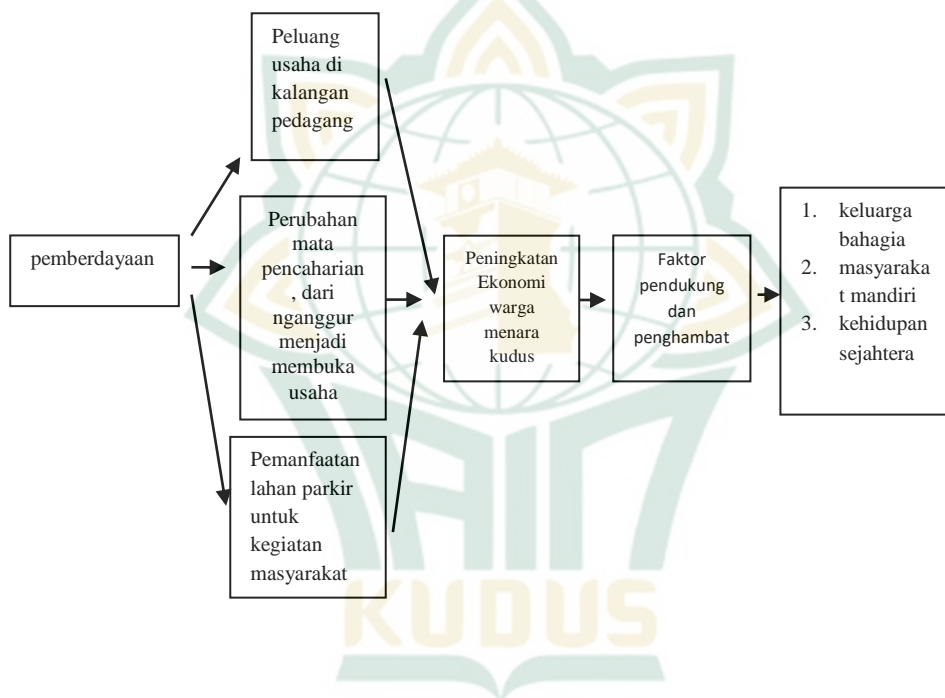 Peluang
usaha di
kalangan
pedagang
pemberdayaan
Perubahan
mata
pencaharian
, dari
nganggur
menjadi
membuka
usaha
Pemanfaatan
lahan parkir
untuk
kegiatan
masyarakat
Peningkatan
Ekonomi
warga
menara
kudus
Faktor
pendukung
dan
penghambat
1. keluarga
bahagia
2. masyaraka
t mandiri
3. kehidupan
sejahtera
IAIN
KUDUS